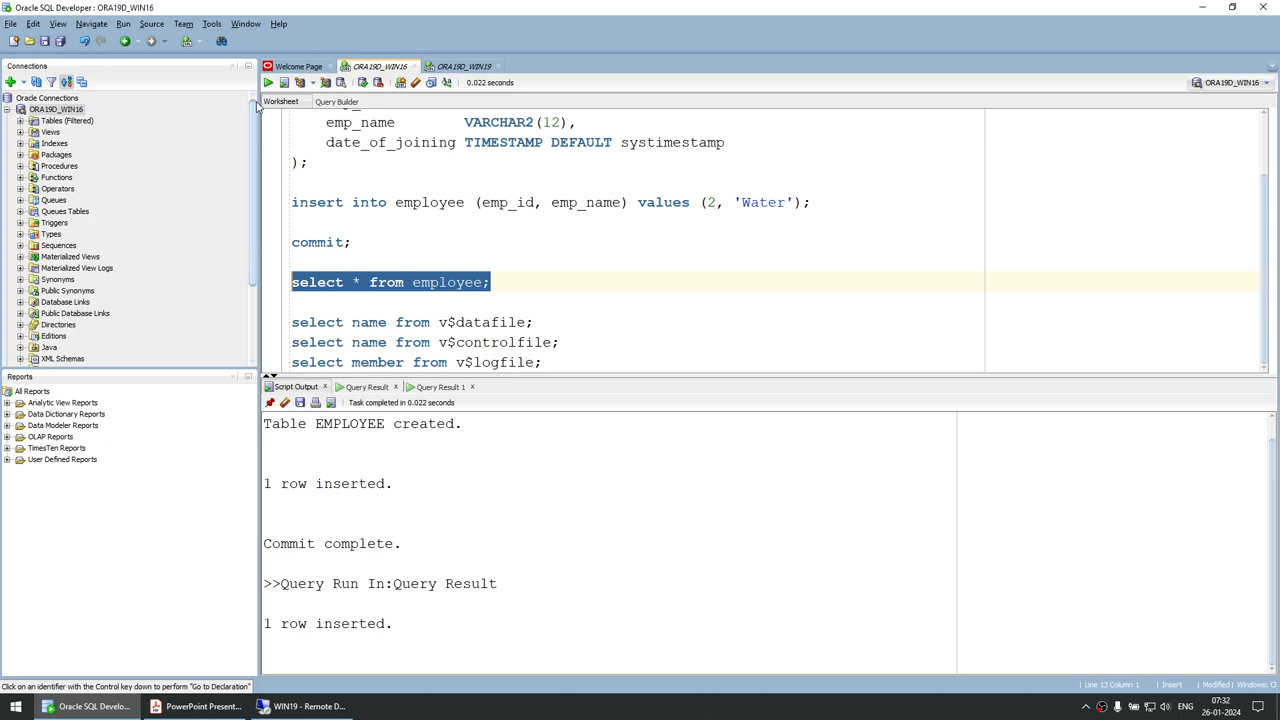 Oracle SQL Developer : ORA19D_WIN16
File Edit View Navigate Run Source Team Tools Window Help
Connections
Welcome Page ORA19D_WIN16 ORA19D_WIN19
0.022 seconds ORA19D_WIN16
Worksheet Query Builder
Oracle Connections
ORA19D_WIN16
Tables (Filtered)
Views
Indexes
Packages
Procedures
Functions
Operators
Queues
Queues Tables
Triggers
Types
Sequences
Materialized Views
Materialized View Logs
Synonyms
Public Synonyms
Database Links
Public Database Links
Directories
Editions
Java
XML Schemas
emp_name VARCHAR2(12),
date_of_joining TIMESTAMP DEFAULT systimestamp
);
insert into employee (emp_id, emp_name) values (2, 'Water');
commit;
select * from employee;
select name from v$datafile;
select name from v$controlfile;
select member from v$logfile;
Reports
All Reports
Analytic View Reports
Data Dictionary Reports
Data Modeler Reports
OLAP Reports
TimesTen Reports
User Defined Reports
Script Output Query Result Query Result 1
Task completed in 0.022 seconds
Table EMPLOYEE created.
1 row inserted.
Commit complete.
>>Query Run In:Query Result
1 row inserted.
Click on an identifier with the Control key down to perform "Go to Declaration"
Line 13 Column 1 Insert Modified Windows: Cl
Oracle SQL Develo... PowerPoint Present... WIN19 - Remote D... ENG 07:32
26-01-2024